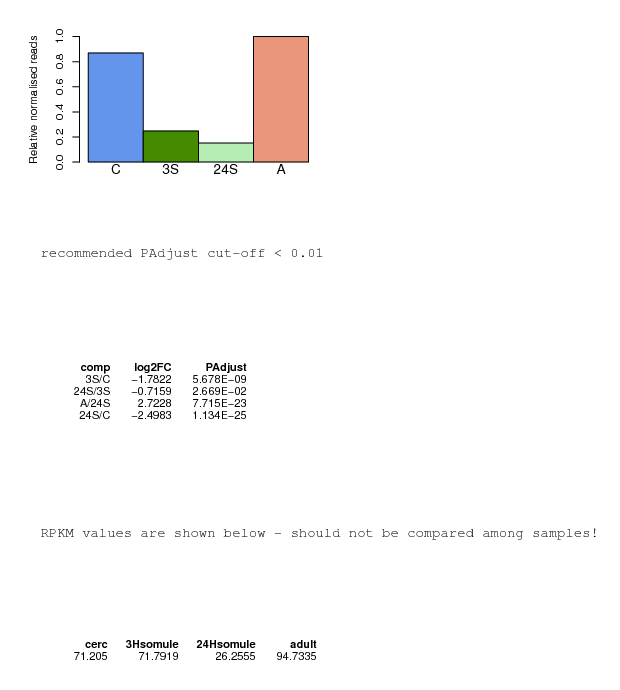 Relative normalised reads
1.0
0.8
0.6
0.4
0.2
0.0
C 3S 24S A
recommended PAdjust cut-off < 0.01
comp log2FC PAdjust
3S/C −1.7822 5.678E−09
24S/3S −0.7159 2.669E−02
A/24S 2.7228 7.715E−23
24S/C −2.4983 1.134E−25
RPKM values are shown below - should not be compared among samples!
cerc 3Hsomule 24Hsomule adult
71.205 71.7919 26.2555 94.7335